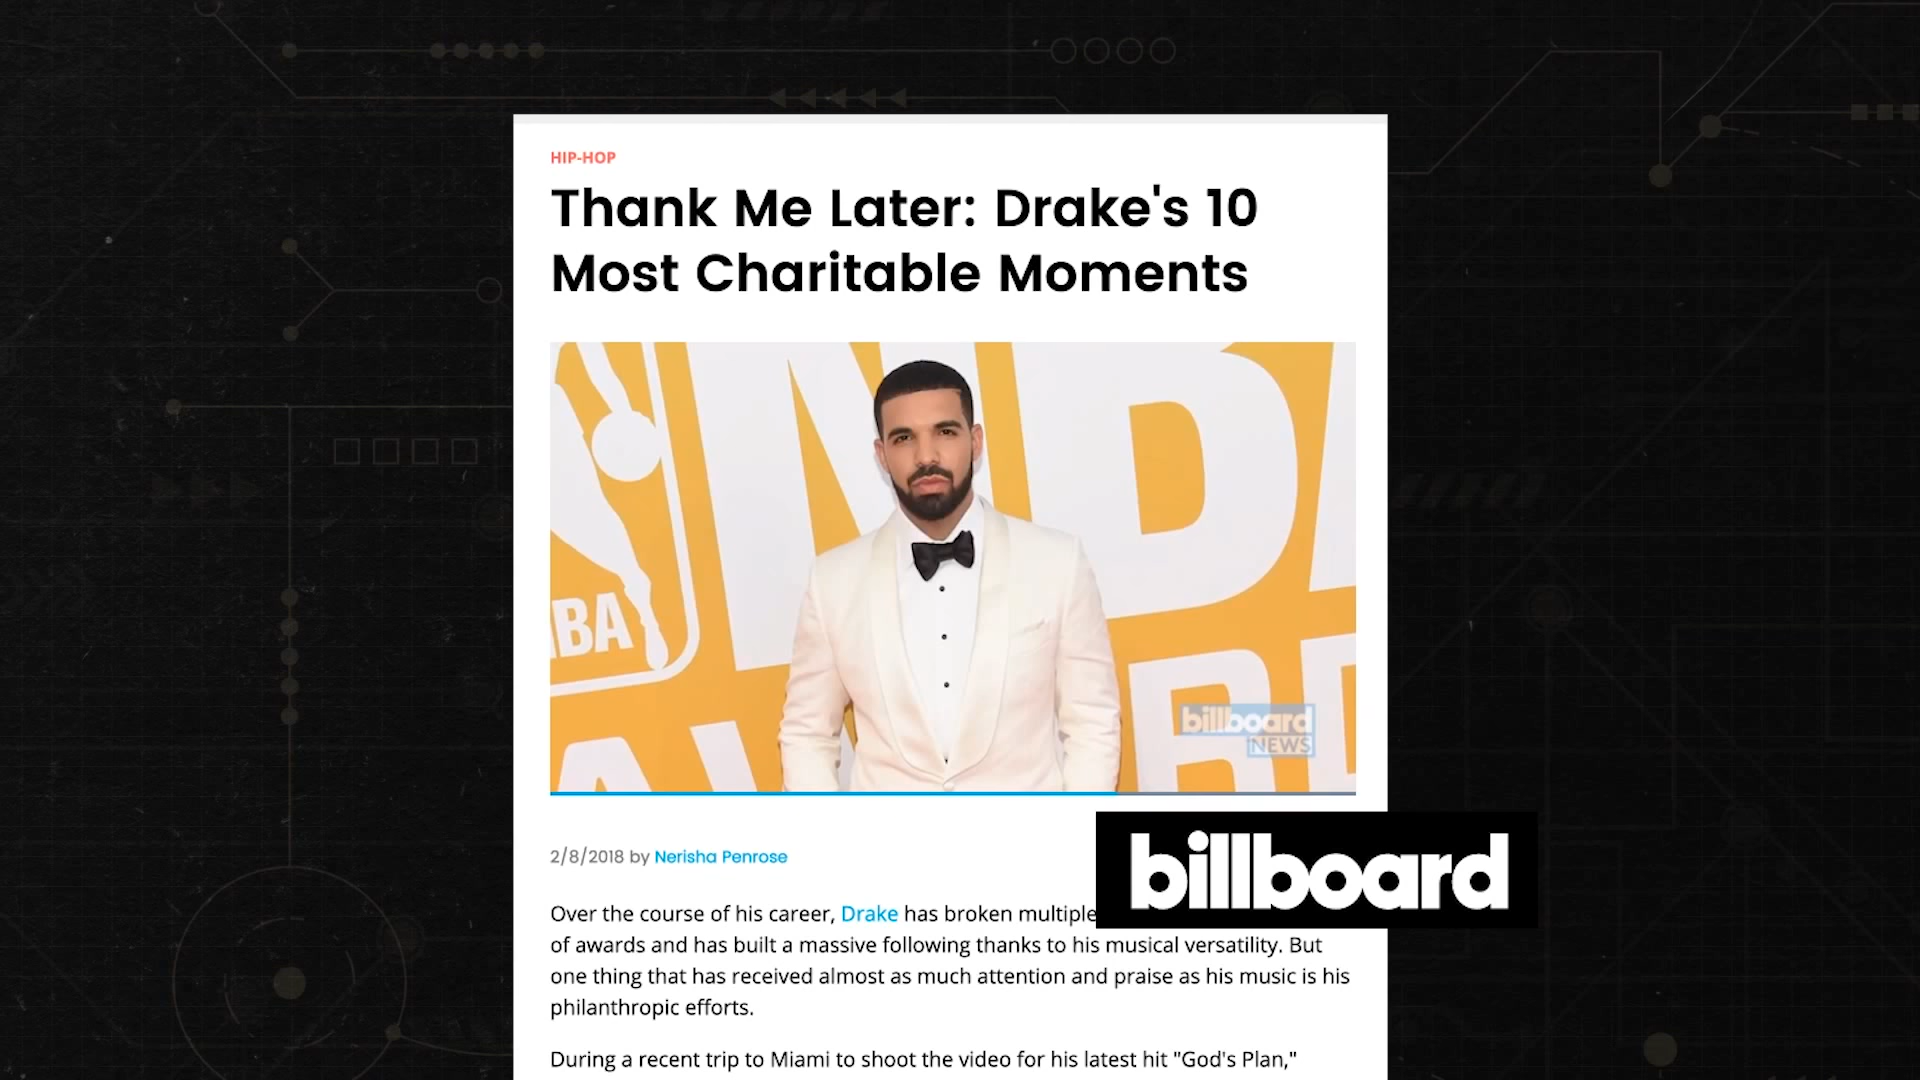 HIP-HOP
Thank Me Later: Drake's 10
Most Charitable Moments
NBA
BA
billboard
NEWS
2/8/2018 by Nerisha Penrose
billboard
Over the course of his career, Drake has broken multiple
of awards and has built a massive following thanks to his musical versatility. But
one thing that has received almost as much attention and praise as his music is his
philanthropic efforts.
During a recent trip to Miami to shoot the video for his latest hit "God's Plan,"